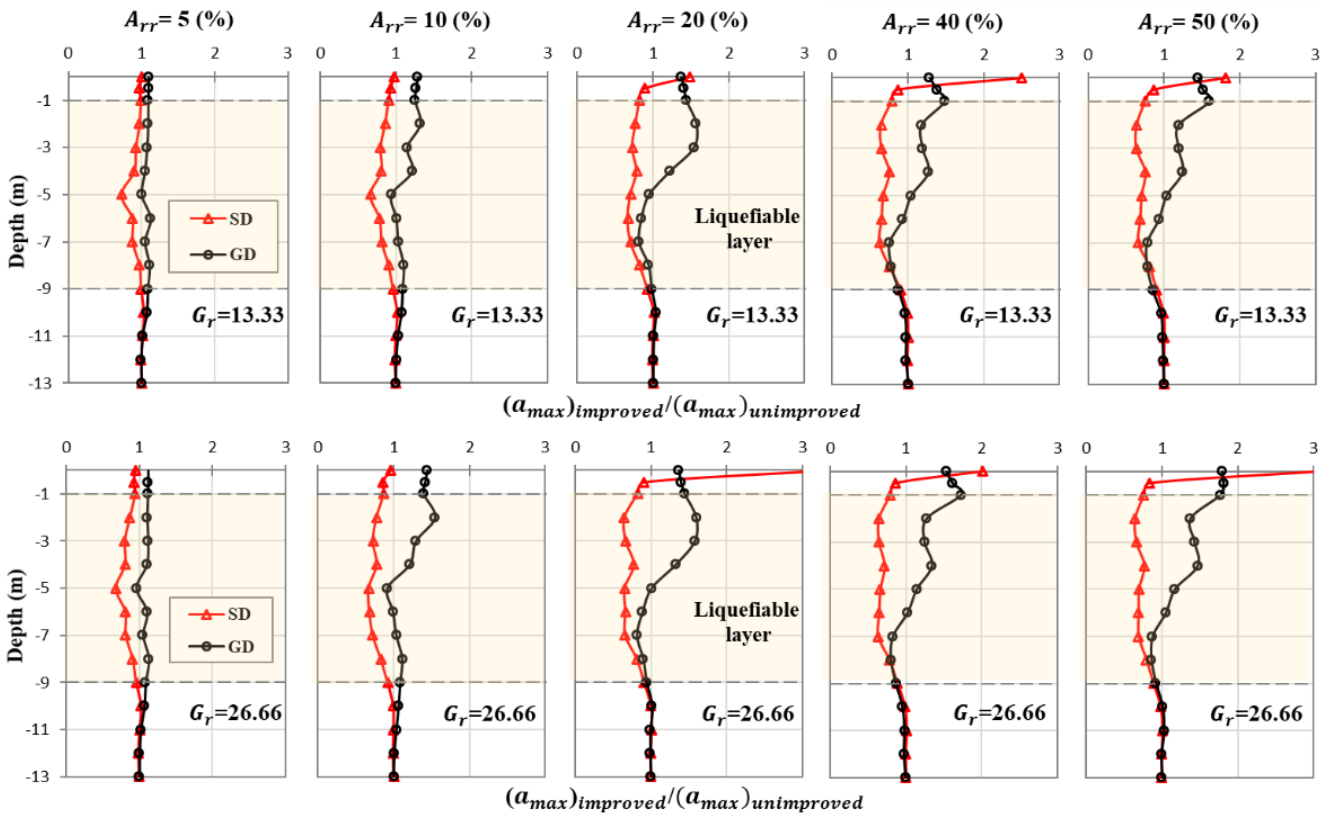 A_rr= 5 (%) A_rr= 10 (%) A_rr= 20 (%) A_rr= 40 (%) A_rr= 50 (%)
0 1 2 3 0 1 2 3 0 1 2 3 0 1 2 3 0 1 2 3
-1
-3
-5
-7
-9
-11
-13
Depth (m)
SD
GD
Liquefiable
layer
G_r=13.33 G_r=13.33 G_r=13.33 G_r=13.33 G_r=13.33
(a_max)_improved/(a_max)_unimproved
0 1 2 3 0 1 2 3 0 1 2 3 0 1 2 3 0 1 2 3
-1
-3
-5
-7
-9
-11
-13
Depth (m)
SD
GD
Liquefiable
layer
G_r=26.66 G_r=26.66 G_r=26.66 G_r=26.66 G_r=26.66
(a_max)_improved/(a_max)_unimproved